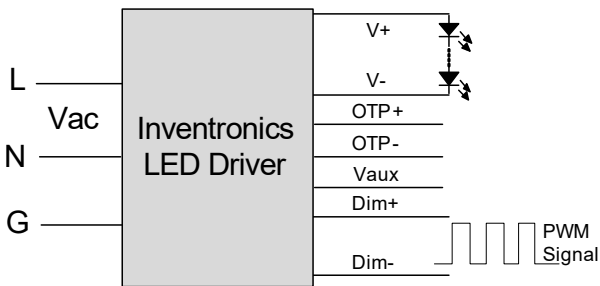 L
Vac
N
G
Inventronics
LED Driver
V+
V-
OTP+
OTP-
Vaux
Dim+
Dim-
PWM
Signal